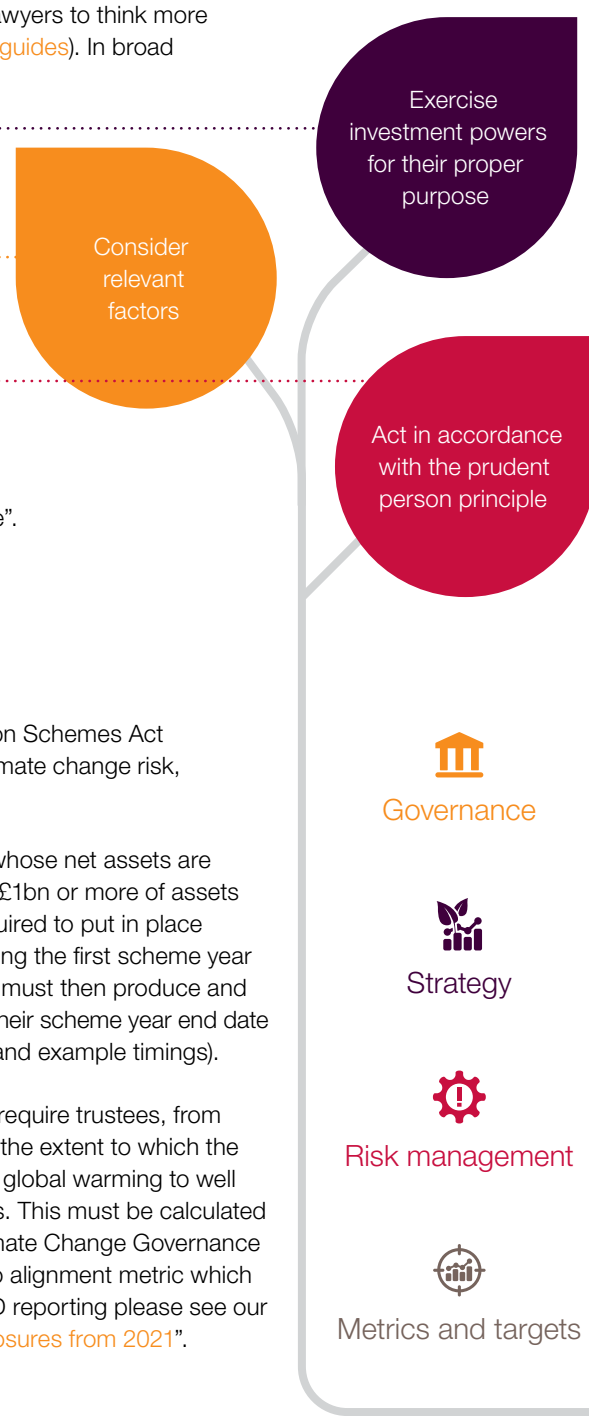 awyers to think more
guides). In broad
Exercise
investment powers
for their proper
purpose
Consider
relevant
factors
Act in accordance
with the prudent
person principle
e”.
on Schemes Act
mate change risk,
whose net assets are
£1bn or more of assets
uired to put in place
ing the first scheme year
must then produce and
heir scheme year end date
and example timings).
require trustees, from
the extent to which the
global warming to well
s. This must be calculated
mate Change Governance
o alignment metric which
D reporting please see our
osures from 2021”.
Governance
Strategy
Risk management
Metrics and targets